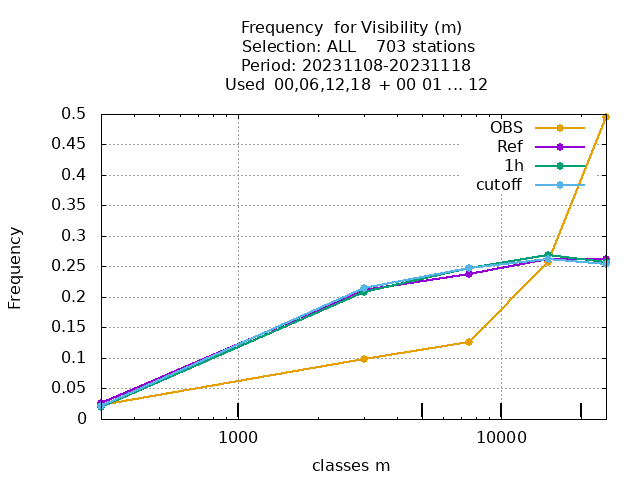 Frequency  for Visibility (m)
Selection: ALL    703 stations
Period: 20231108-20231118
Used  00,06,12,18 + 00 01 ... 12
0.5
0.45
0.4
0.35
0.3
0.25
0.2
0.15
0.1
0.05
0
Frequency
OBS
Ref
1h
cutoff
1000
10000
classes m